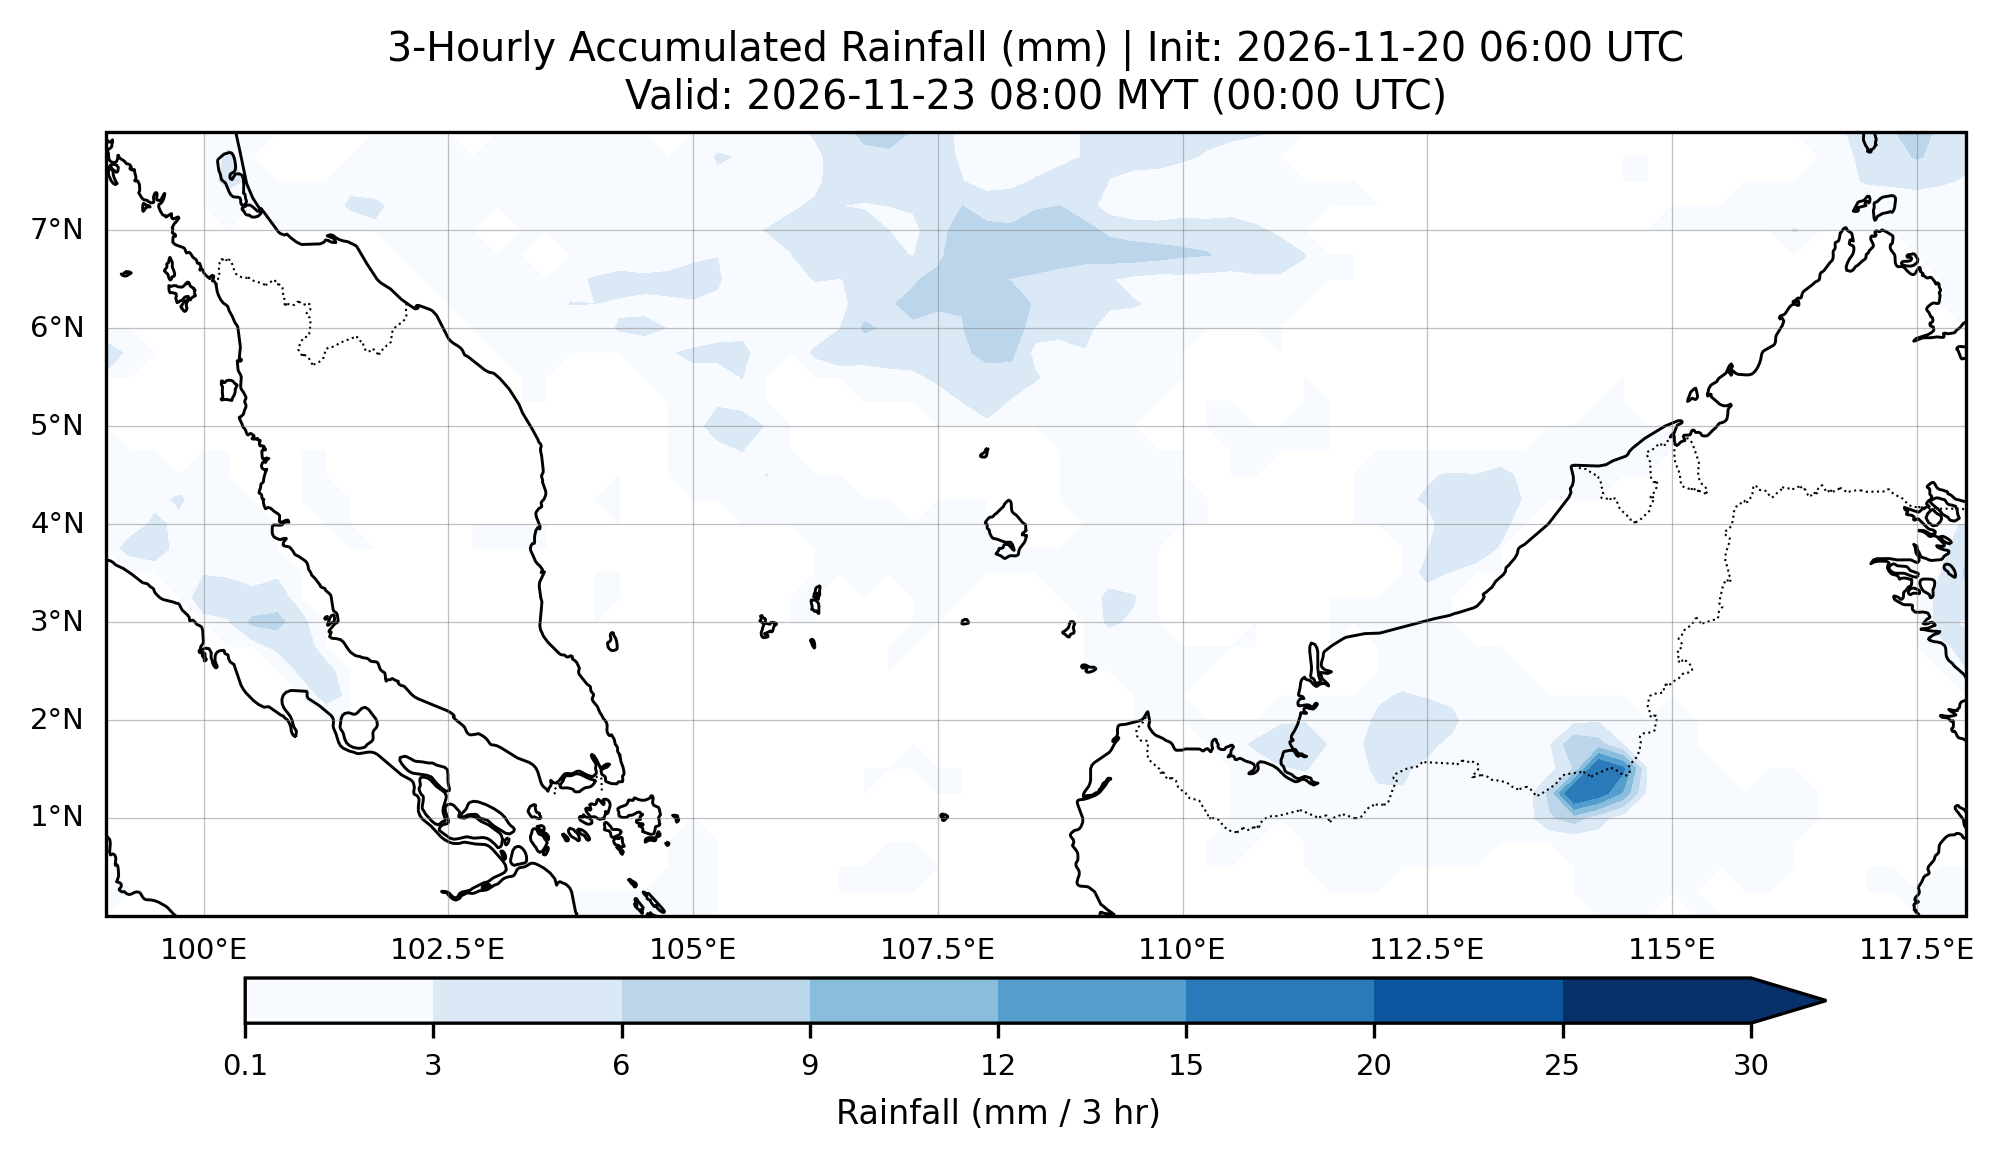 3-Hourly Accumulated Rainfall (mm) | Init: 2026-11-20 06:00 UTC
Valid: 2026-11-23 08:00 MYT (00:00 UTC)
7°N
6°N
5°N
4°N
3°N
2°N
1°N
100°E 102.5°E 105°E 107.5°E 110°E 112.5°E 115°E 117.5°E
0.1 3 6 9 12 15 20 25 30
Rainfall (mm / 3 hr)